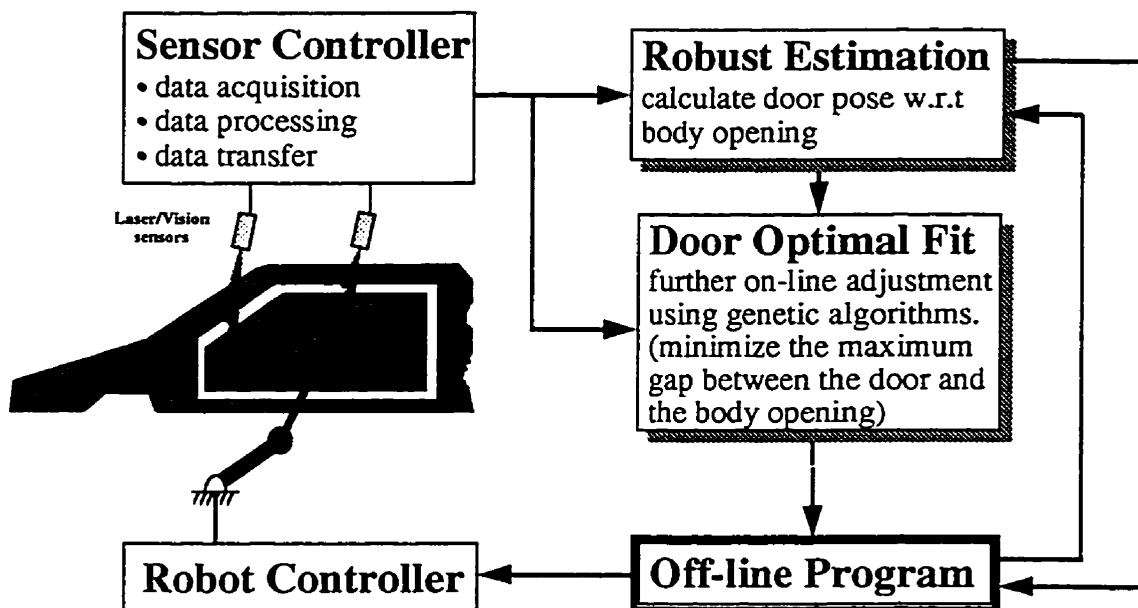 Sensor Controller
• data acquisition
• data processing
• data transfer
Laser/Vision
sensors
Robust Estimation
calculate door pose w.r.t
body opening
Door Optimal Fit
further on-line adjustment
using genetic algorithms.
(minimize the maximum
gap between the door and
the body opening)
Robot Controller
Off-line Program